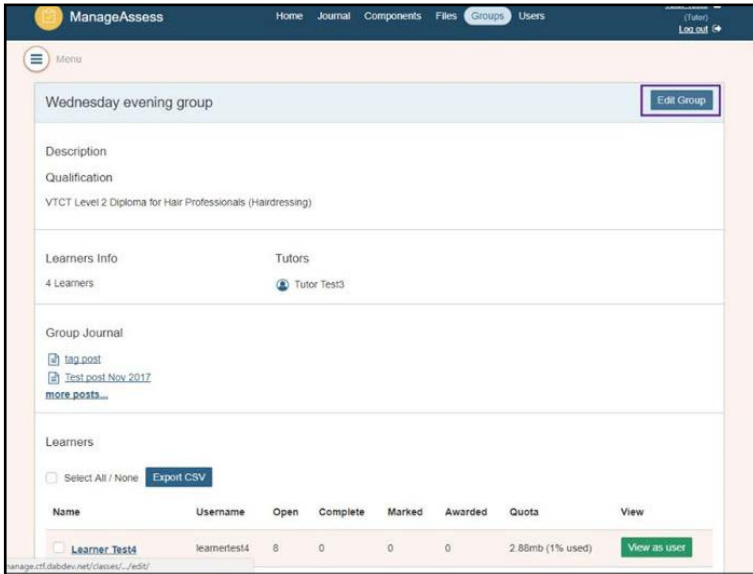 ManageAssess Home Journal Components Files Groups Users
(Tutor)
Log out
Menu
Wednesday evening group Edit Group
Description
Qualification
VTCT Level 2 Diploma for Hair Professionals (Hairdressing)
Learners Info Tutors
4 Learners Tutor Test3
Group Journal
tag post
Test post Nov 2017
more posts...
Learners
Select All / None Export CSV
Name Username Open Complete Marked Awarded Quota View
Learner Test4 learnertest4 8 0 0 0 2.88mb (1% used) View as user
manage.ctf.dabdev.net/classes/.../edit/